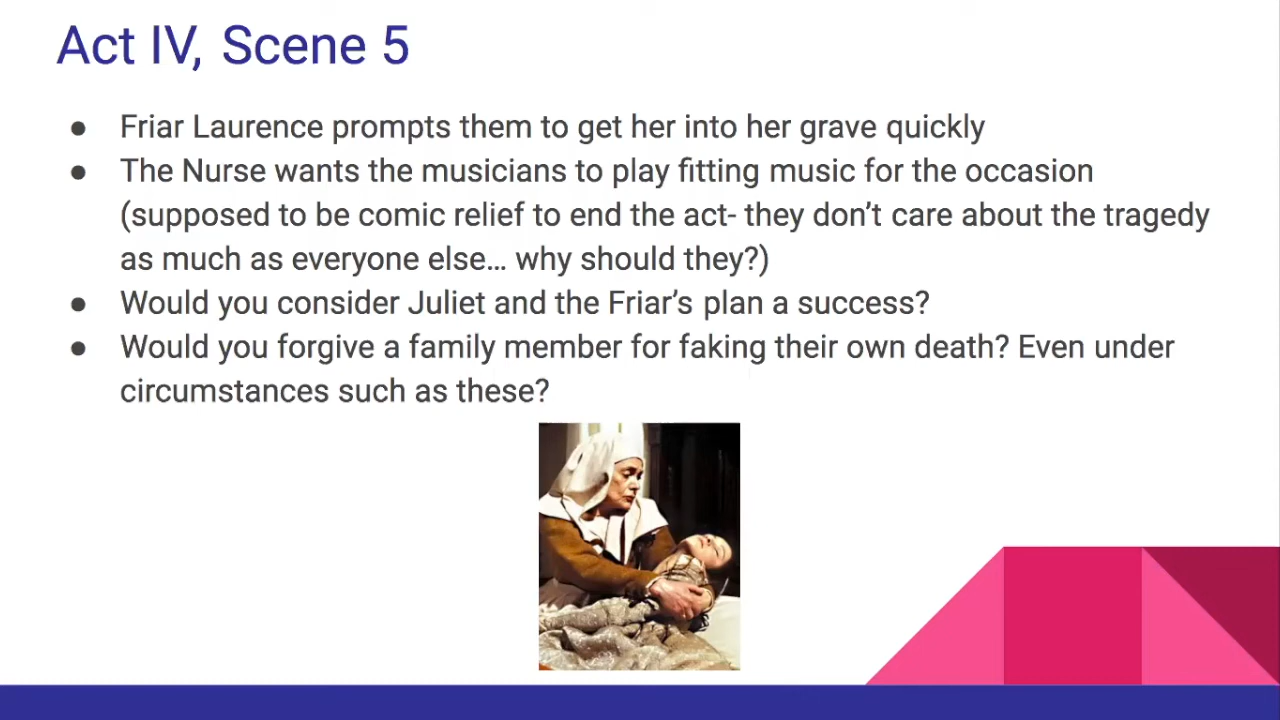 Act IV, Scene 5
● Friar Laurence prompts them to get her into her grave quickly
● The Nurse wants the musicians to play fitting music for the occasion
(supposed to be comic relief to end the act- they don’t care about the tragedy
as much as everyone else… why should they?)
● Would you consider Juliet and the Friar’s plan a success?
● Would you forgive a family member for faking their own death? Even under
circumstances such as these?